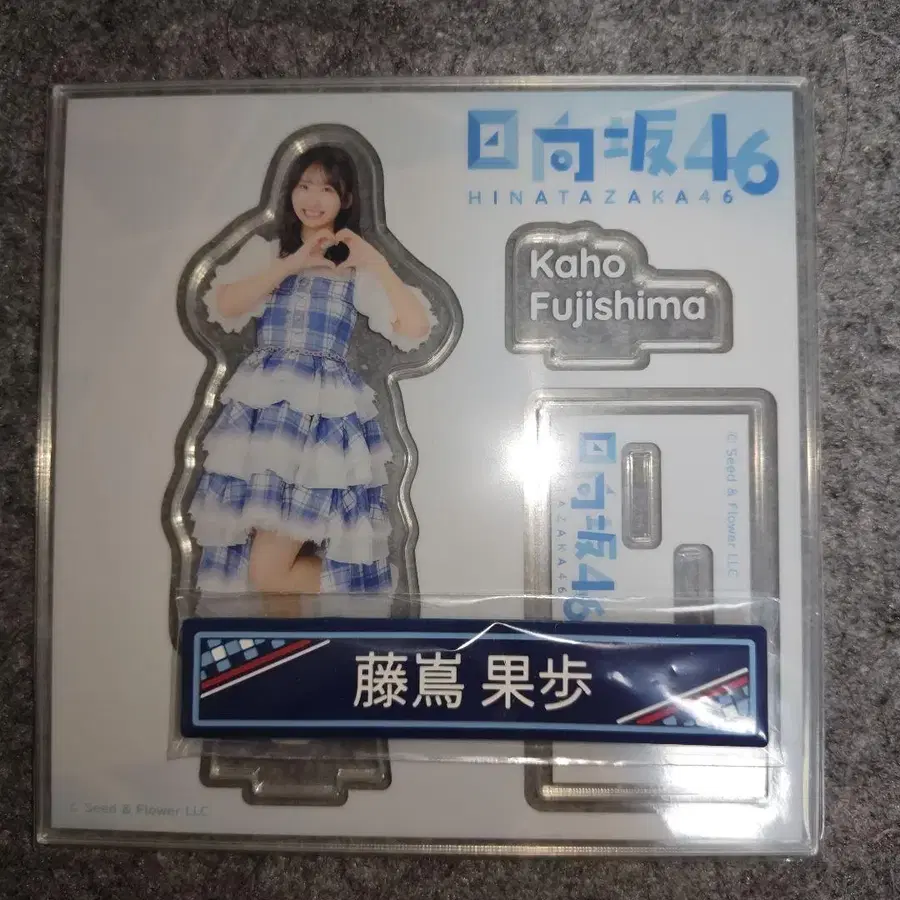 日向坂46
HINATAZAKA46
Kaho
Fujishima
日向坂46
AZAKA46
© Seed & Flower LLC
藤嶌 果歩
© Seed & Flower LLC